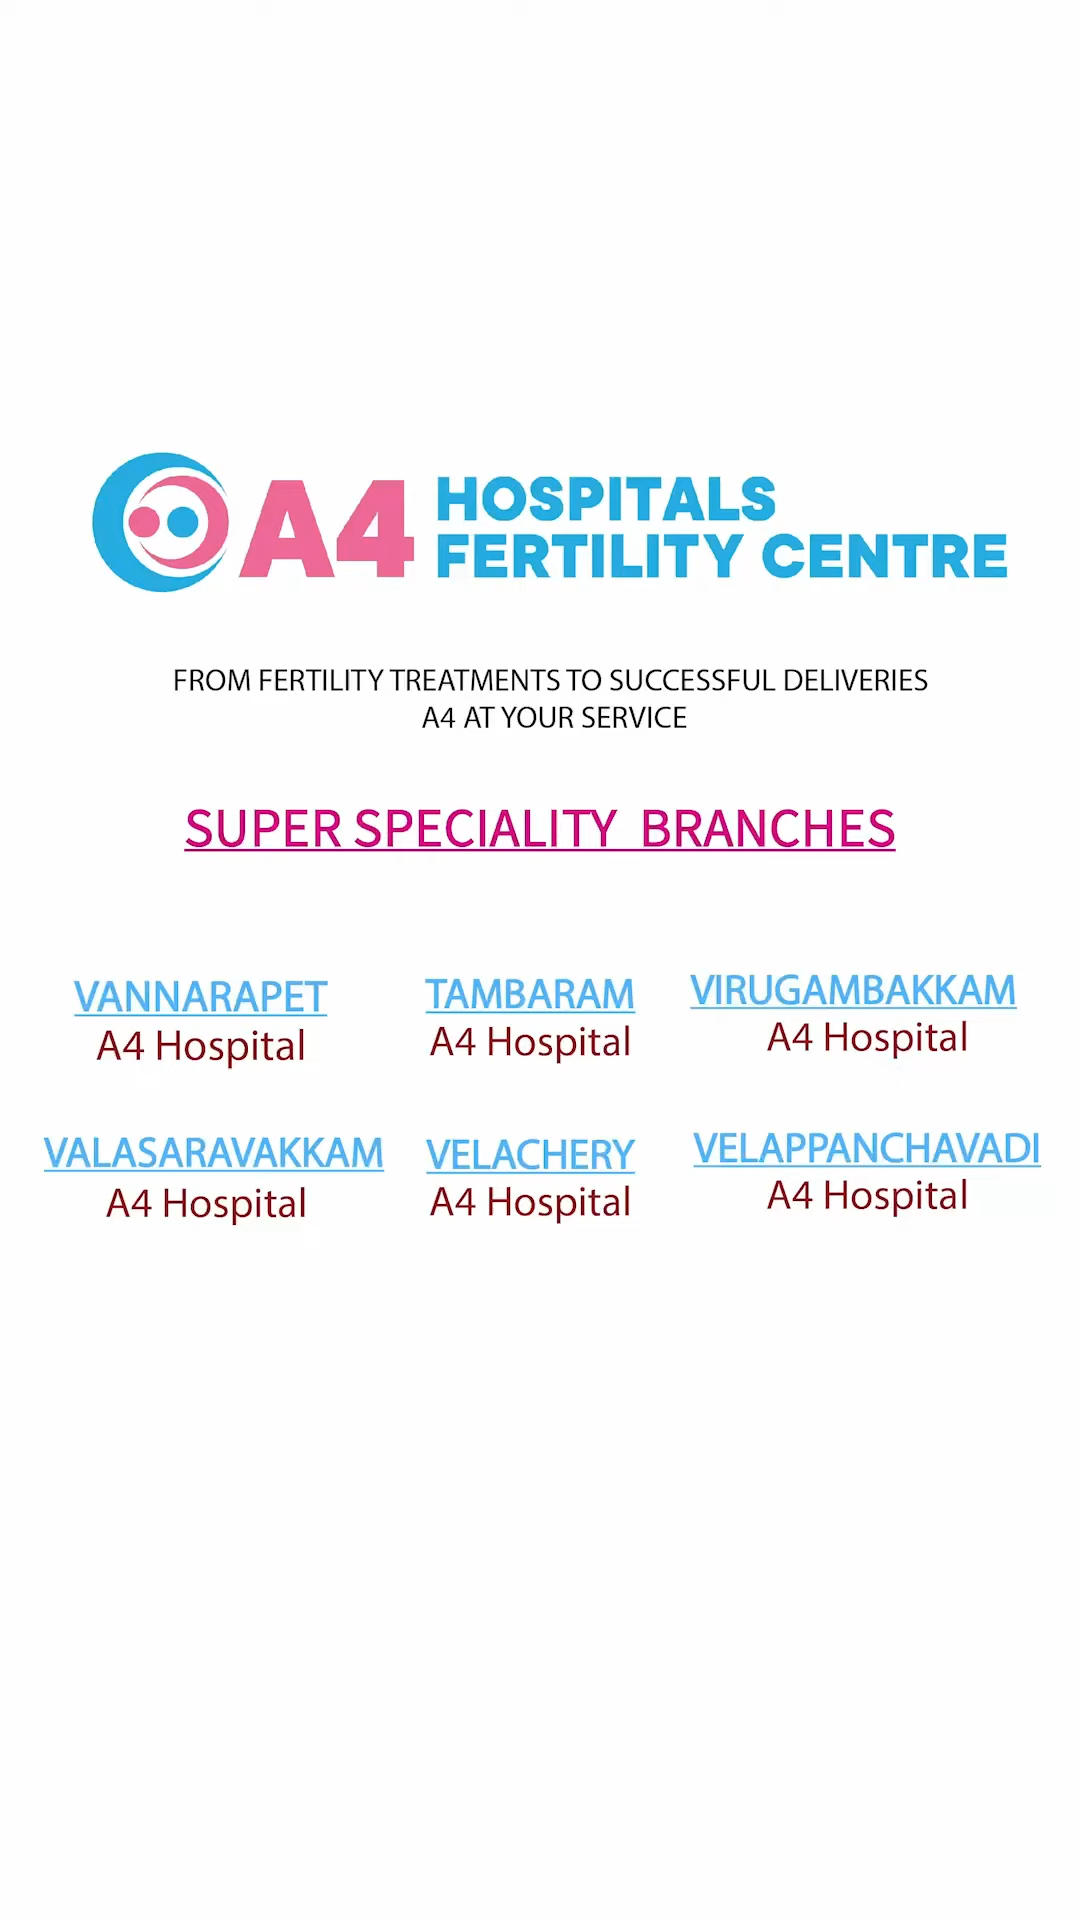 A4 HOSPITALS
FERTILITY CENTRE
FROM FERTILITY TREATMENTS TO SUCCESSFUL DELIVERIES
A4 AT YOUR SERVICE
SUPER SPECIALITY BRANCHES
VANNARAPET
A4 Hospital
TAMBARAM
A4 Hospital
VIRUGAMBAKKAM
A4 Hospital
VALASARAVAKKAM
A4 Hospital
VELACHERY
A4 Hospital
VELAPPANCHAVADI
A4 Hospital